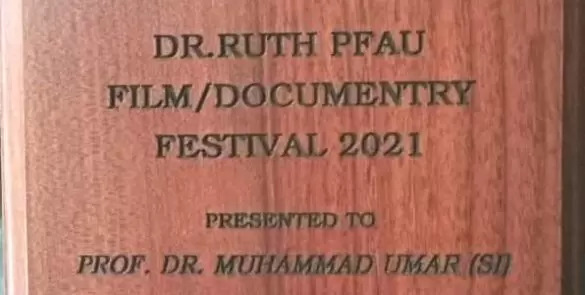 DR.RUTH PFAU
FILM/DOCUMENTRY
FESTIVAL 2021
PRESENTED TO
PROF. DR. MUHAMMAD UMAR (SI)